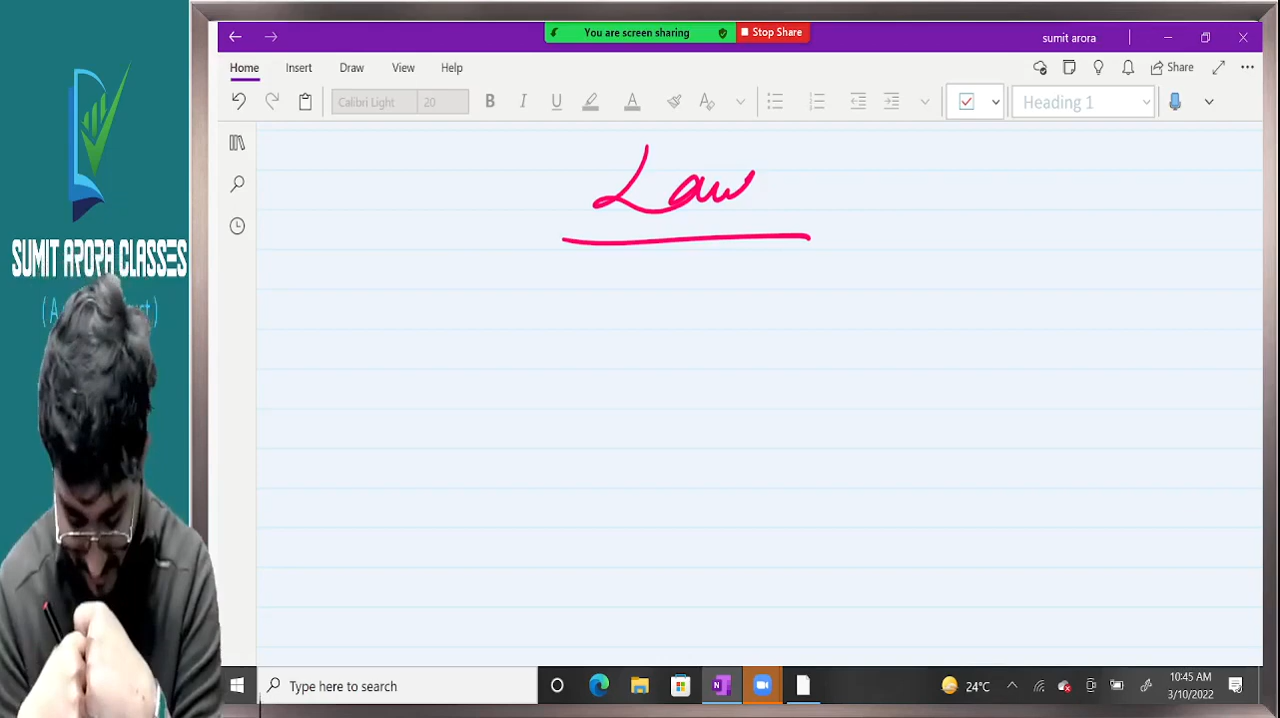 You are screen sharing Stop Share
sumit arora
Home Insert Draw View Help Share
Calibri Light 20 B I U A A Heading 1
Law
SUMIT ARORA CLASSES
( A
t )
Type here to search
24°C
10:45 AM
3/10/2022